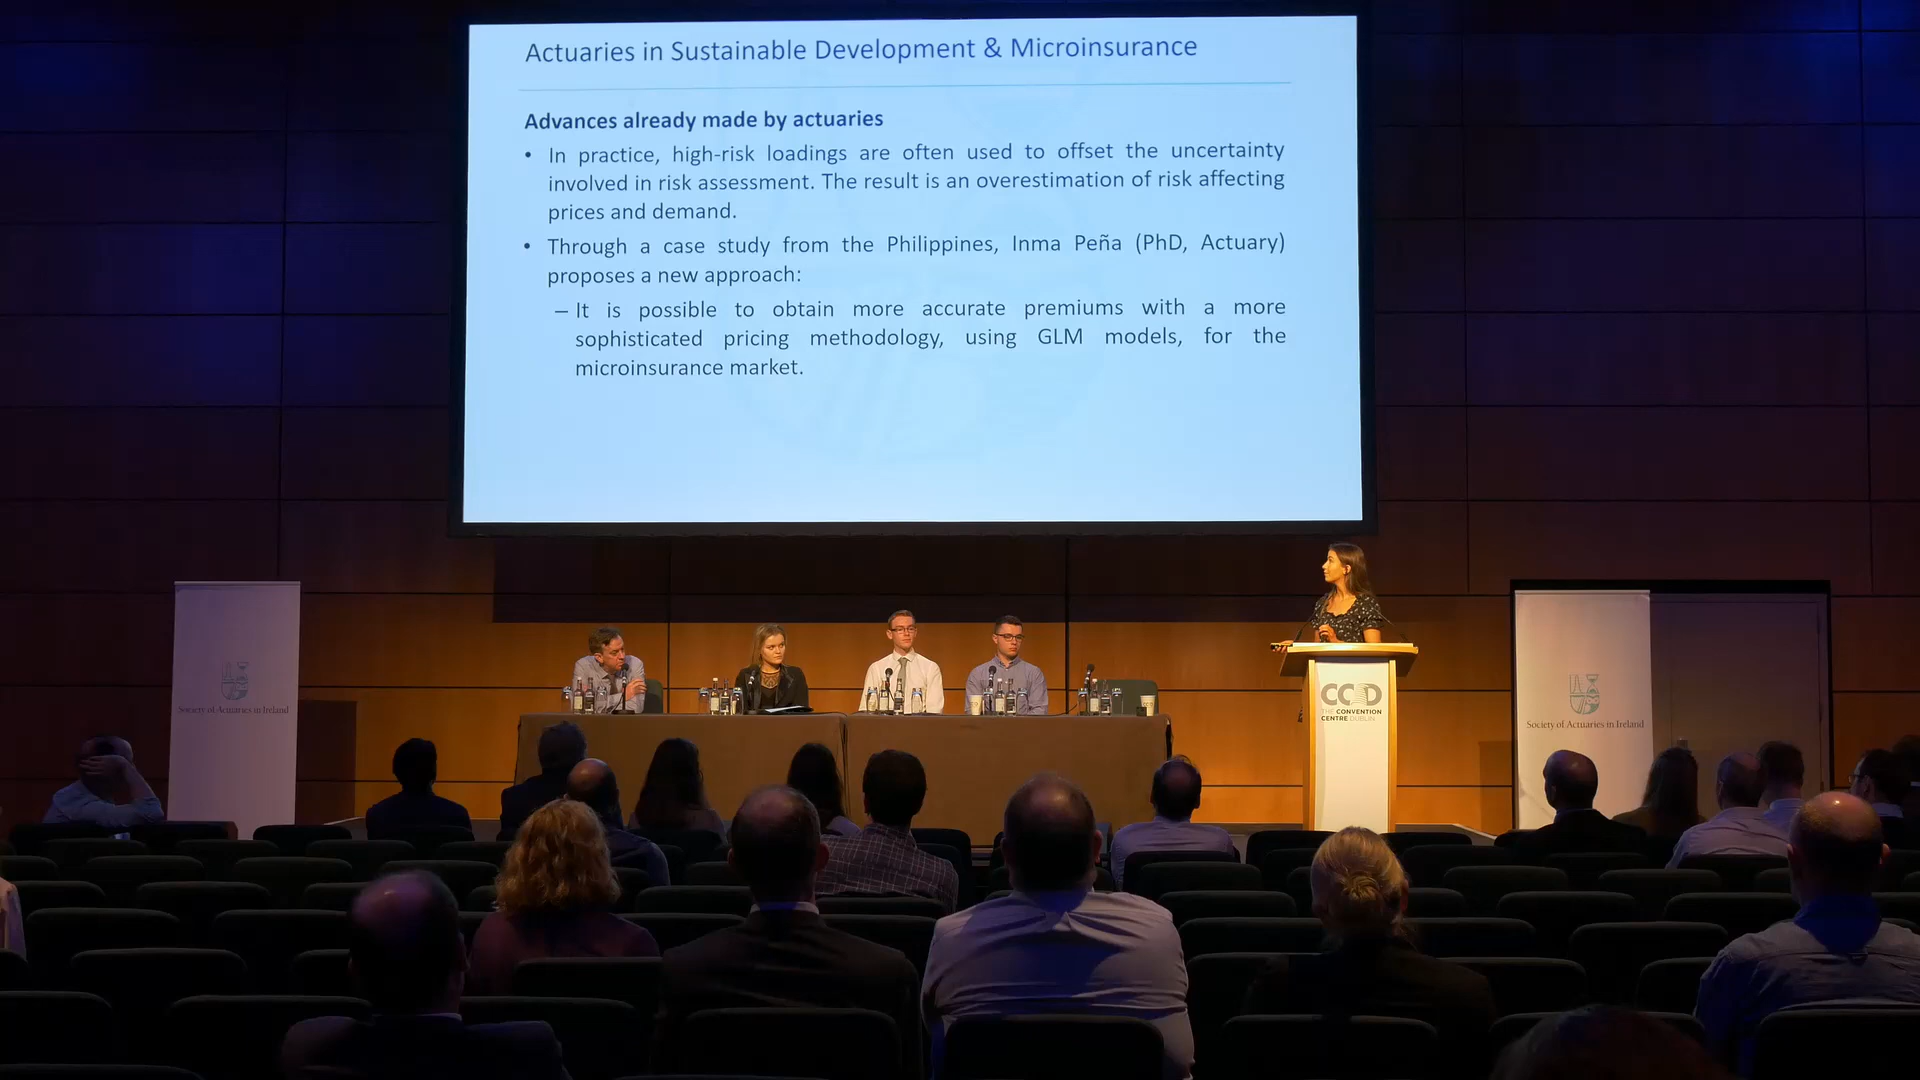 Actuaries in Sustainable Development & Microinsurance
Advances already made by actuaries
• In practice, high-risk loadings are often used to offset the uncertainty
involved in risk assessment. The result is an overestimation of risk affecting
prices and demand.
• Through a case study from the Philippines, Inma Peña (PhD, Actuary)
proposes a new approach:
– It is possible to obtain more accurate premiums with a more
sophisticated pricing methodology, using GLM models, for the
microinsurance market.
Society of Actuaries in Ireland
CCD
THE CONVENTION
CENTRE DUBLIN
Society of Actuaries in Ireland